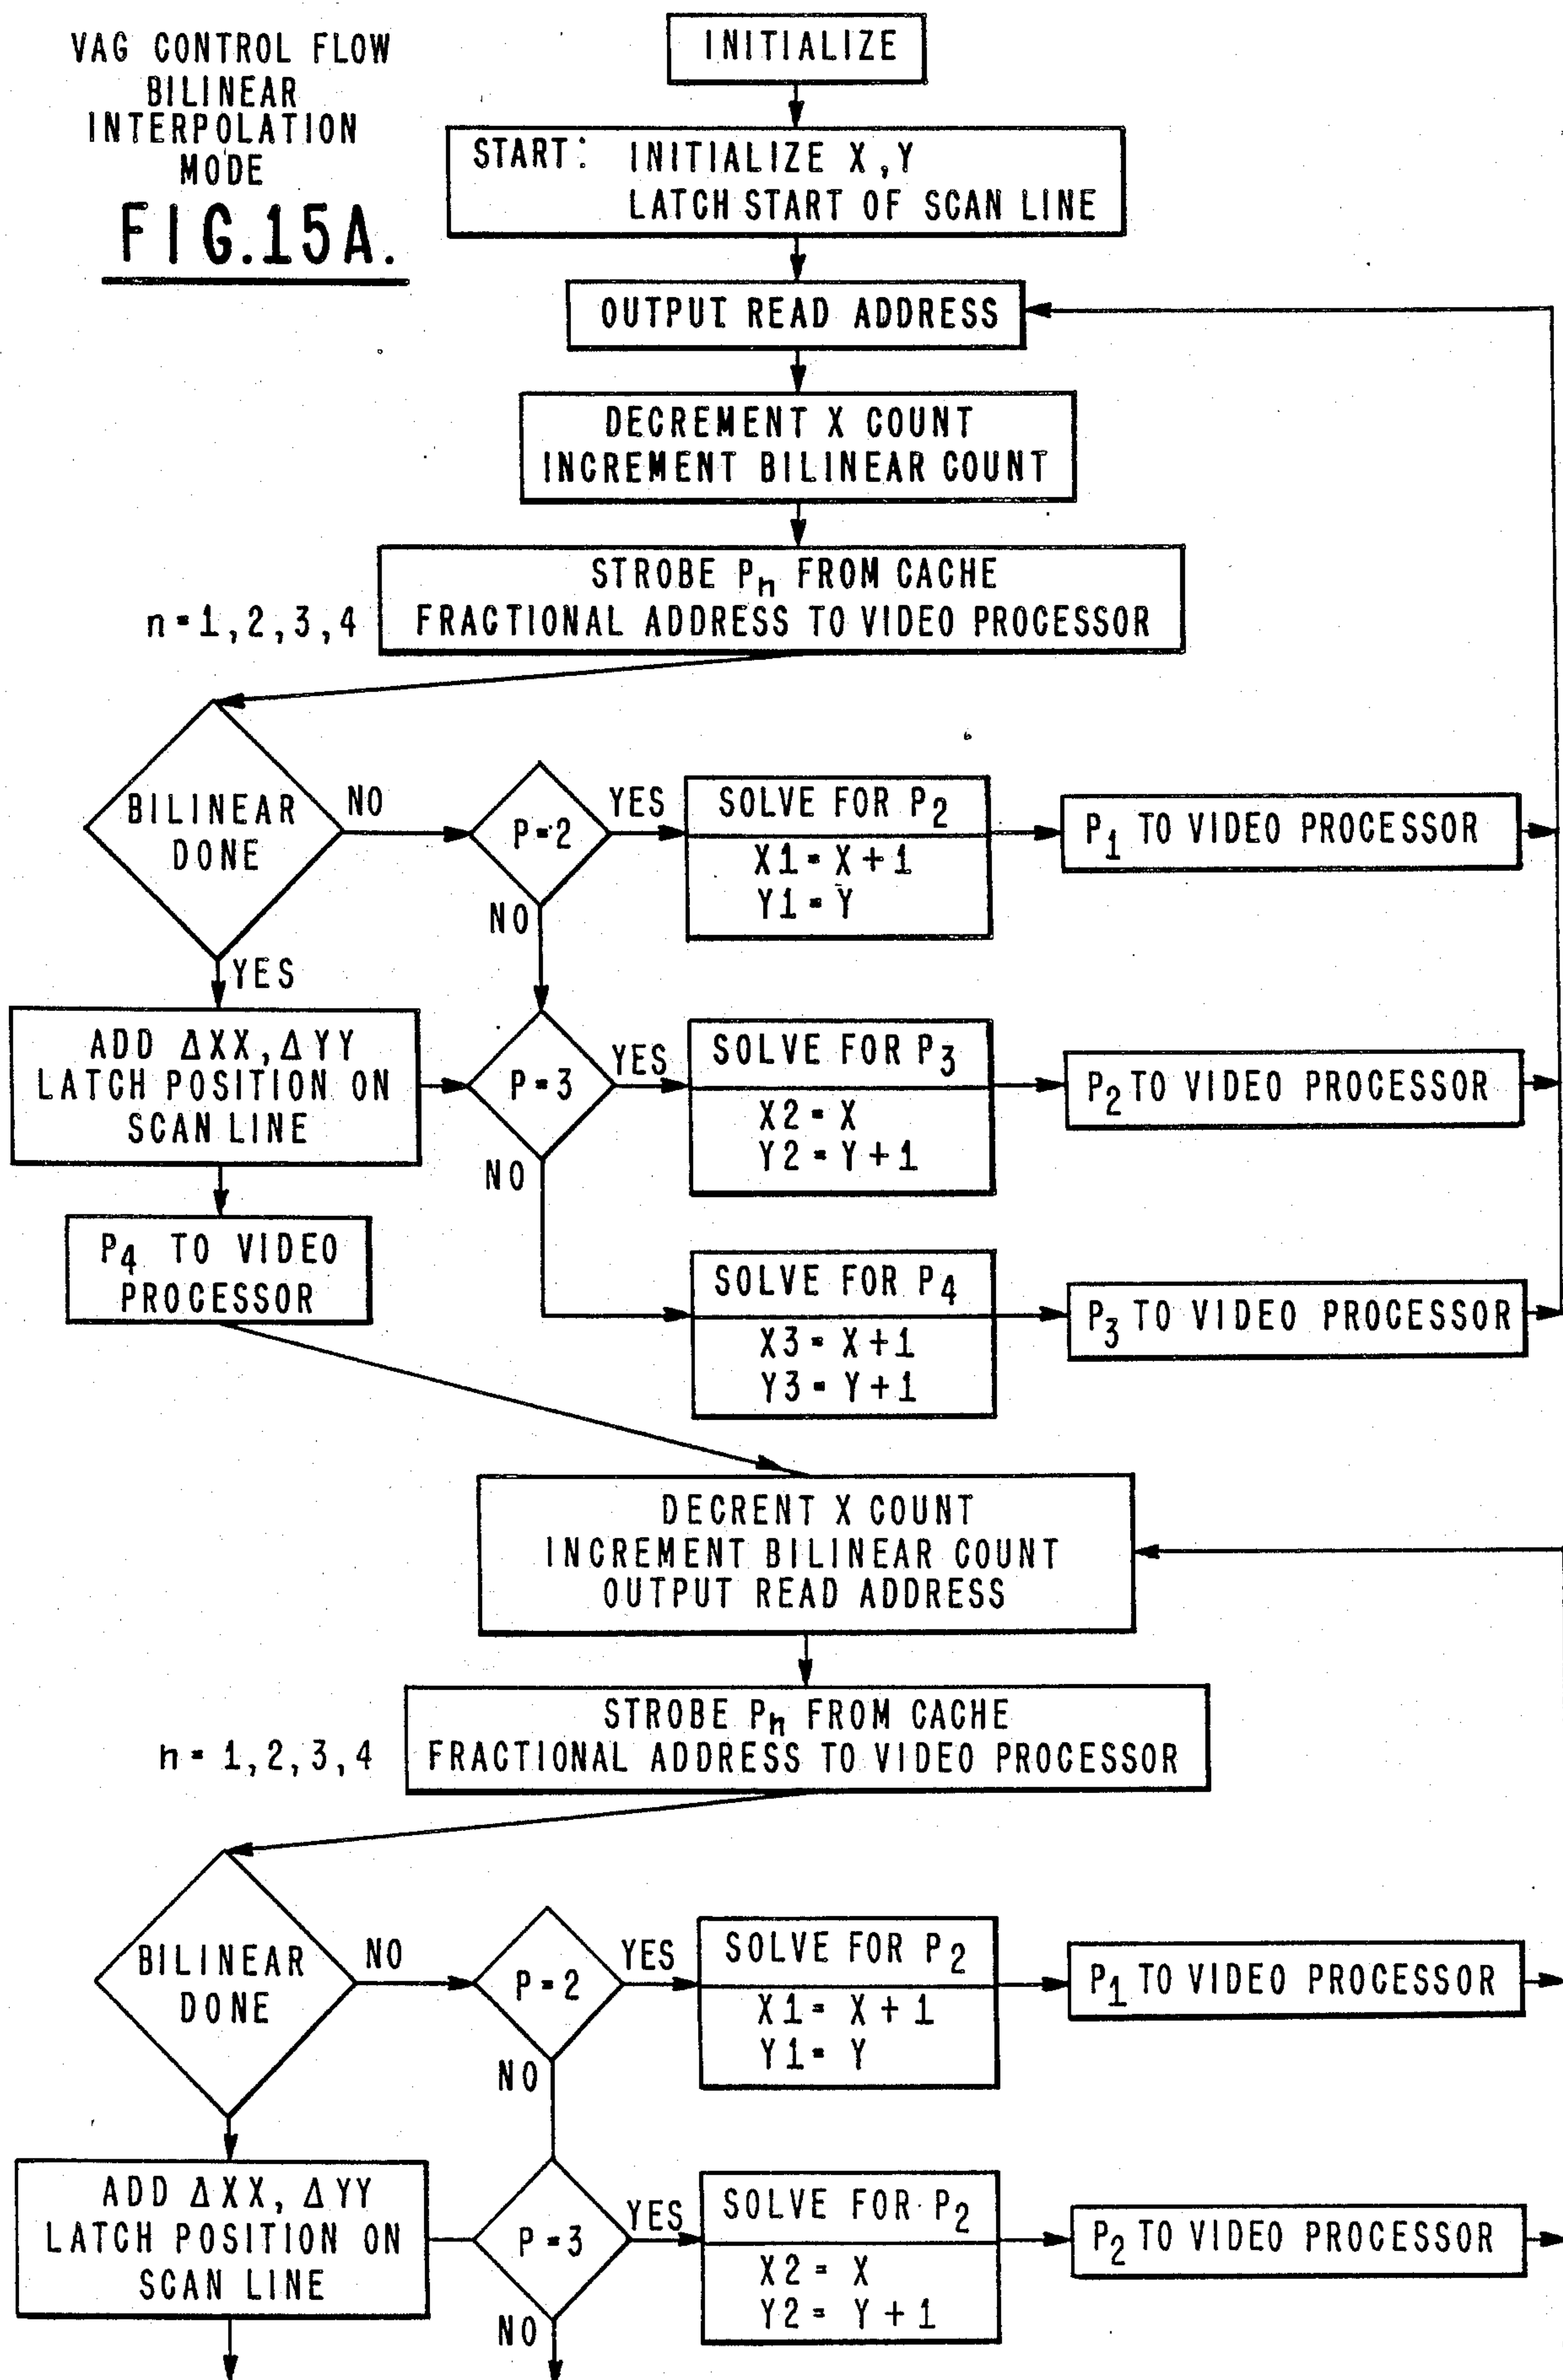 VAG CONTROL FLOW
BILINEAR
INTERPOLATION
MODE
FIG.15A.
INITIALIZE
START: INITIALIZE X,Y
LATCH START OF SCAN LINE
OUTPUT READ ADDRESS
DECREMENT X COUNT
INCREMENT BILINEAR COUNT
n=1,2,3,4
STROBE Pn FROM CACHE
FRACTIONAL ADDRESS TO VIDEO PROCESSOR
BILINEAR
DONE
NO
P=2
YES
SOLVE FOR P2
X1=X+1
Y1=Y
P1 TO VIDEO PROCESSOR
NO
YES
ADD ΔXX, ΔYY
LATCH POSITION ON
SCAN LINE
P=3
YES
SOLVE FOR P3
X2=X
Y2=Y+1
P2 TO VIDEO PROCESSOR
NO
P4 TO VIDEO
PROCESSOR
SOLVE FOR P4
X3=X+1
Y3=Y+1
P3 TO VIDEO PROCESSOR
DECRENT X COUNT
INCREMENT BILINEAR COUNT
OUTPUT READ ADDRESS
n=1,2,3,4
STROBE Pn FROM CACHE
FRACTIONAL ADDRESS TO VIDEO PROCESSOR
BILINEAR
DONE
NO
P=2
YES
SOLVE FOR P2
X1=X+1
Y1=Y
P1 TO VIDEO PROCESSOR
NO
ADD ΔXX, ΔYY
LATCH POSITION ON
SCAN LINE
P=3
YES
SOLVE FOR P2
X2=X
Y2=Y+1
P2 TO VIDEO PROCESSOR
NO